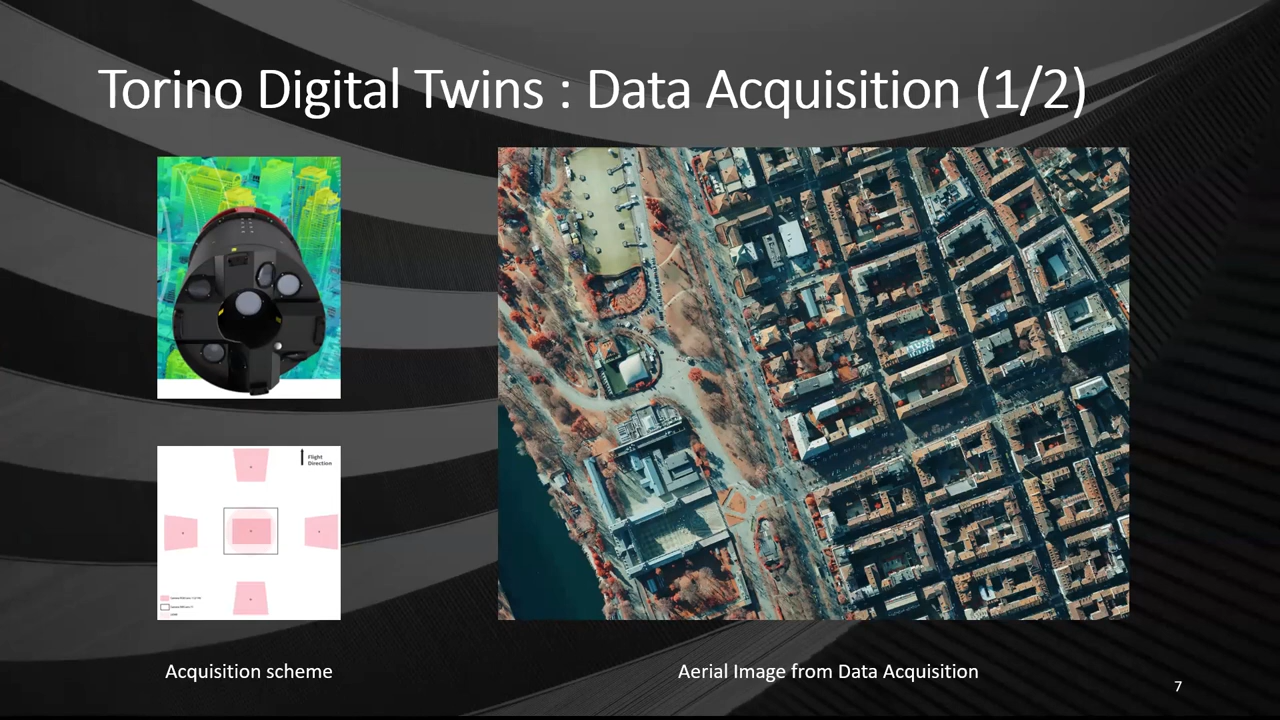 Torino Digital Twins : Data Acquisition (1/2)
Flight
Direction
Acquisition scheme
Aerial Image from Data Acquisition
7